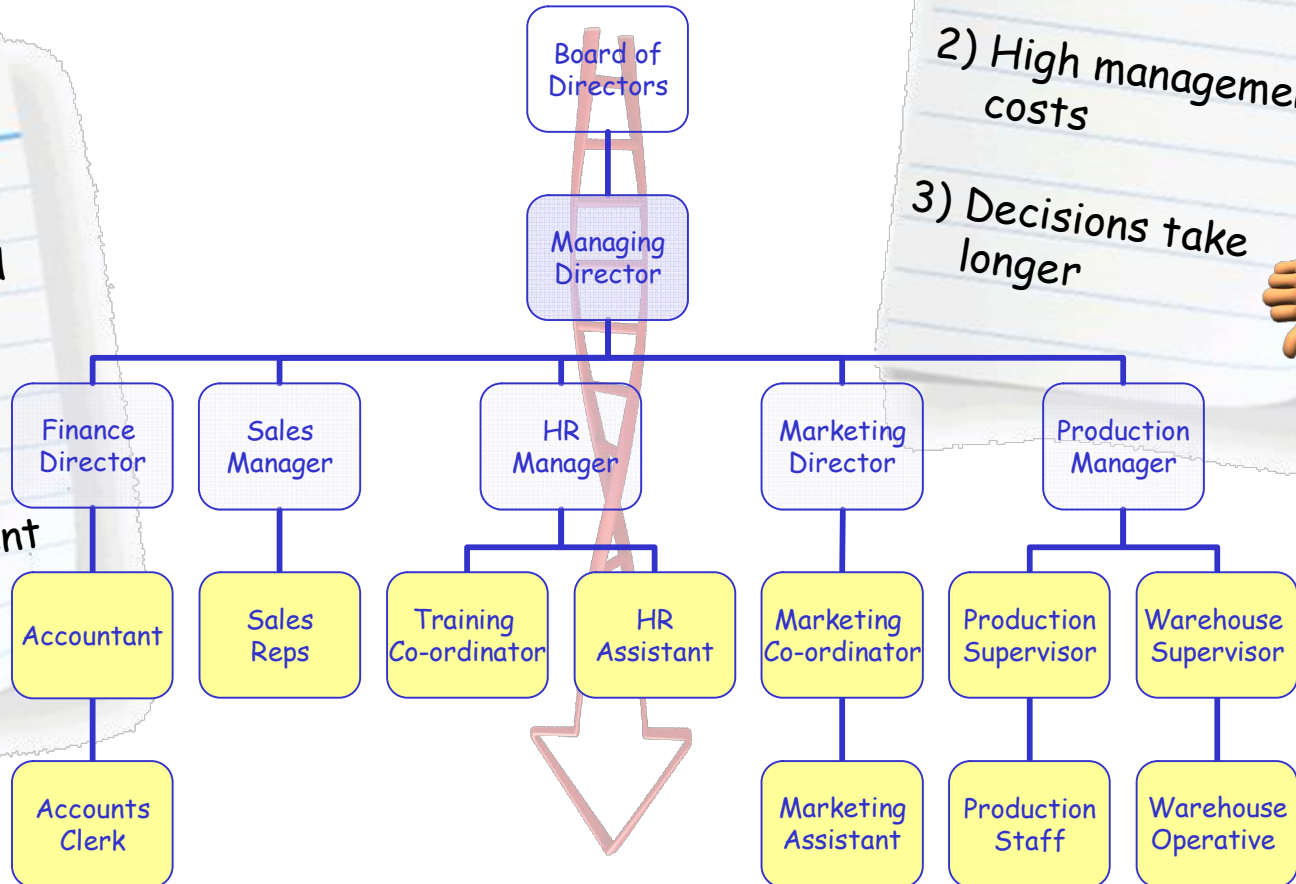 Board of
Directors
2) High
costs
3) Decisions take
longer
Managing
Director
Finance
Director
Sales
Manager
HR
Manager
Marketing
Director
Production
Manager
Accountant
Sales
Reps
Training
Co-ordinator
HR
Assistant
Marketing
Co-ordinator
Production
Supervisor
Warehouse
Supervisor
Accounts
Clerk
Marketing
Assistant
Production
Staff
Warehouse
Operative